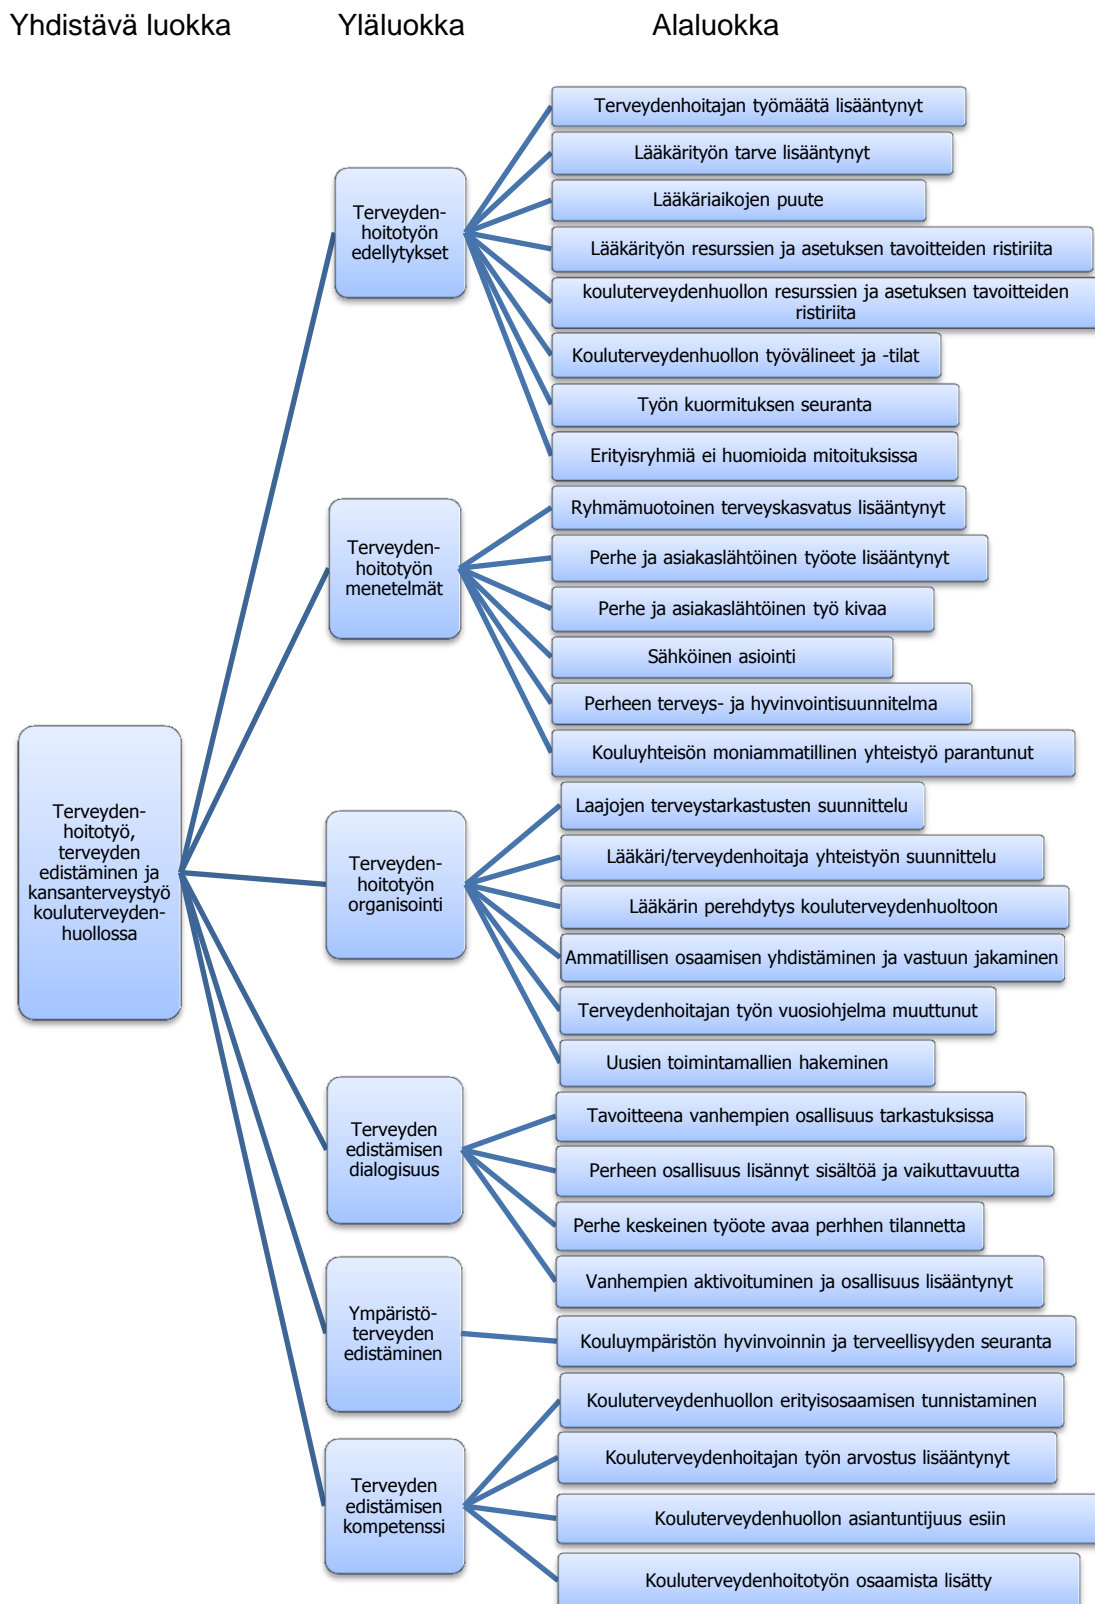 Yhdistävä luokka
Yläluokka
Alaluokka
Terveyden-
hoitotyö,
terveyden
edistäminen ja
kansanterveystyö
kouluterveyden-
huollossa
Terveyden-
hoitotyön
edellytykset
Terveydenhoitajan työmäätä lisääntynyt
Lääkärityön tarve lisääntynyt
Lääkäriaikojen puute
Lääkärityön resurssien ja asetuksen tavoitteiden ristiriita
kouluterveydenhuollon resurssien ja asetuksen tavoitteiden
ristiriita
Kouluterveydenhuollon työvälineet ja -tilat
Työn kuormituksen seuranta
Erityisryhmiä ei huomioida mitoituksissa
Terveyden-
hoitotyön
menetelmät
Ryhmämuotoinen terveyskasvatus lisääntynyt
Perhe ja asiakaslähtöinen työote lisääntynyt
Perhe ja asiakaslähtöinen työ kivaa
Sähköinen asiointi
Perheen terveys- ja hyvinvointisuunnitelma
Kouluyhteisön moniammatillinen yhteistyö parantunut
Terveyden-
hoitotyön
organisointi
Laajojen terveystarkastusten suunnittelu
Lääkäri/terveydenhoitaja yhteistyön suunnittelu
Lääkärin perehdytys kouluterveydenhuoltoon
Ammatillisen osaamisen yhdistäminen ja vastuun jakaminen
Terveydenhoitajan työn vuosiohjelma muuttunut
Uusien toimintamallien hakeminen
Terveyden
edistämisen
dialogisuus
Tavoitteena vanhempien osallisuus tarkastuksissa
Perheen osallisuus lisännyt sisältöä ja vaikuttavuutta
Perhe keskeinen työote avaa perhhen tilannetta
Vanhempien aktivoituminen ja osallisuus lisääntynyt
Ympäristö-
terveyden
edistäminen
Kouluympäristön hyvinvoinnin ja terveellisyyden seuranta
Terveyden
edistämisen
kompetenssi
Kouluterveydenhuollon erityisosaamisen tunnistaminen
Kouluterveydenhoitajan työn arvostus lisääntynyt
Kouluterveydenhuollon asiantuntijuus esiin
Kouluterveydenhoitotyön osaamista lisätty